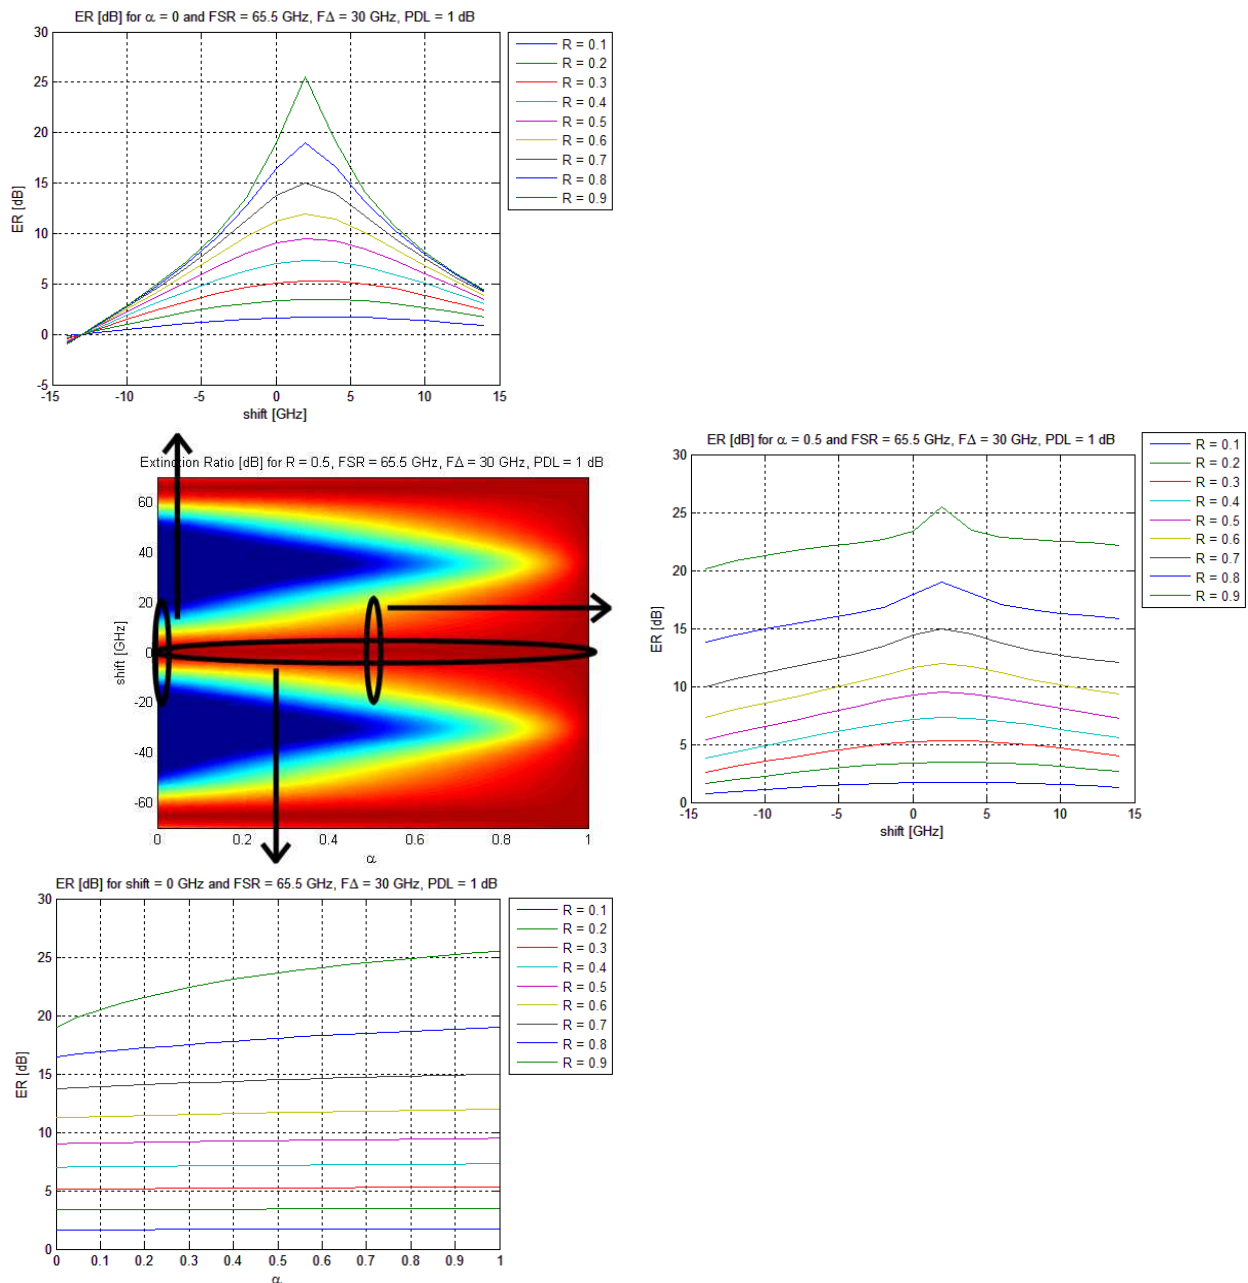 ER [dB] for α = 0 and FSR = 65.5 GHz, FΔ = 30 GHz, PDL = 1 dB
30
25
20
15
10
5
0
-5
ER [dB]
-15 -10 -5 0 5 10 15
shift [GHz]
R = 0.1
R = 0.2
R = 0.3
R = 0.4
R = 0.5
R = 0.6
R = 0.7
R = 0.8
R = 0.9
Extinction Ratio [dB] for R = 0.5, FSR = 65.5 GHz, FΔ = 30 GHz, PDL = 1 dB
60
40
20
0
-20
-40
-60
shift [GHz]
0 0.2 0.4 0.6 0.8 1
α
ER [dB] for α = 0.5 and FSR = 65.5 GHz, FΔ = 30 GHz, PDL = 1 dB
30
25
20
15
10
5
0
ER [dB]
-15 -10 -5 0 5 10 15
shift [GHz]
R = 0.1
R = 0.2
R = 0.3
R = 0.4
R = 0.5
R = 0.6
R = 0.7
R = 0.8
R = 0.9
ER [dB] for shift = 0 GHz and FSR = 65.5 GHz, FΔ = 30 GHz, PDL = 1 dB
30
25
20
15
10
5
0
ER [dB]
0 0.1 0.2 0.3 0.4 0.5 0.6 0.7 0.8 0.9 1
α
R = 0.1
R = 0.2
R = 0.3
R = 0.4
R = 0.5
R = 0.6
R = 0.7
R = 0.8
R = 0.9